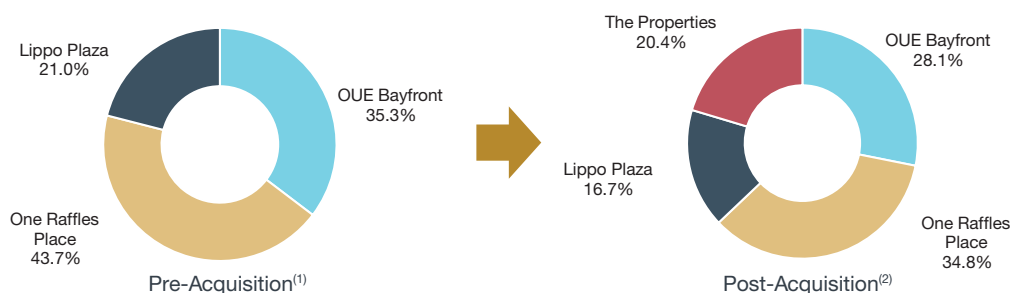 Lippo Plaza
21.0%
OUE Bayfront
35.3%
One Raffles
Place
43.7%
Pre-Acquisition(1)
The Properties
20.4%
OUE Bayfront
28.1%
Lippo Plaza
16.7%
One Raffles
Place
34.8%
Post-Acquisition(2)